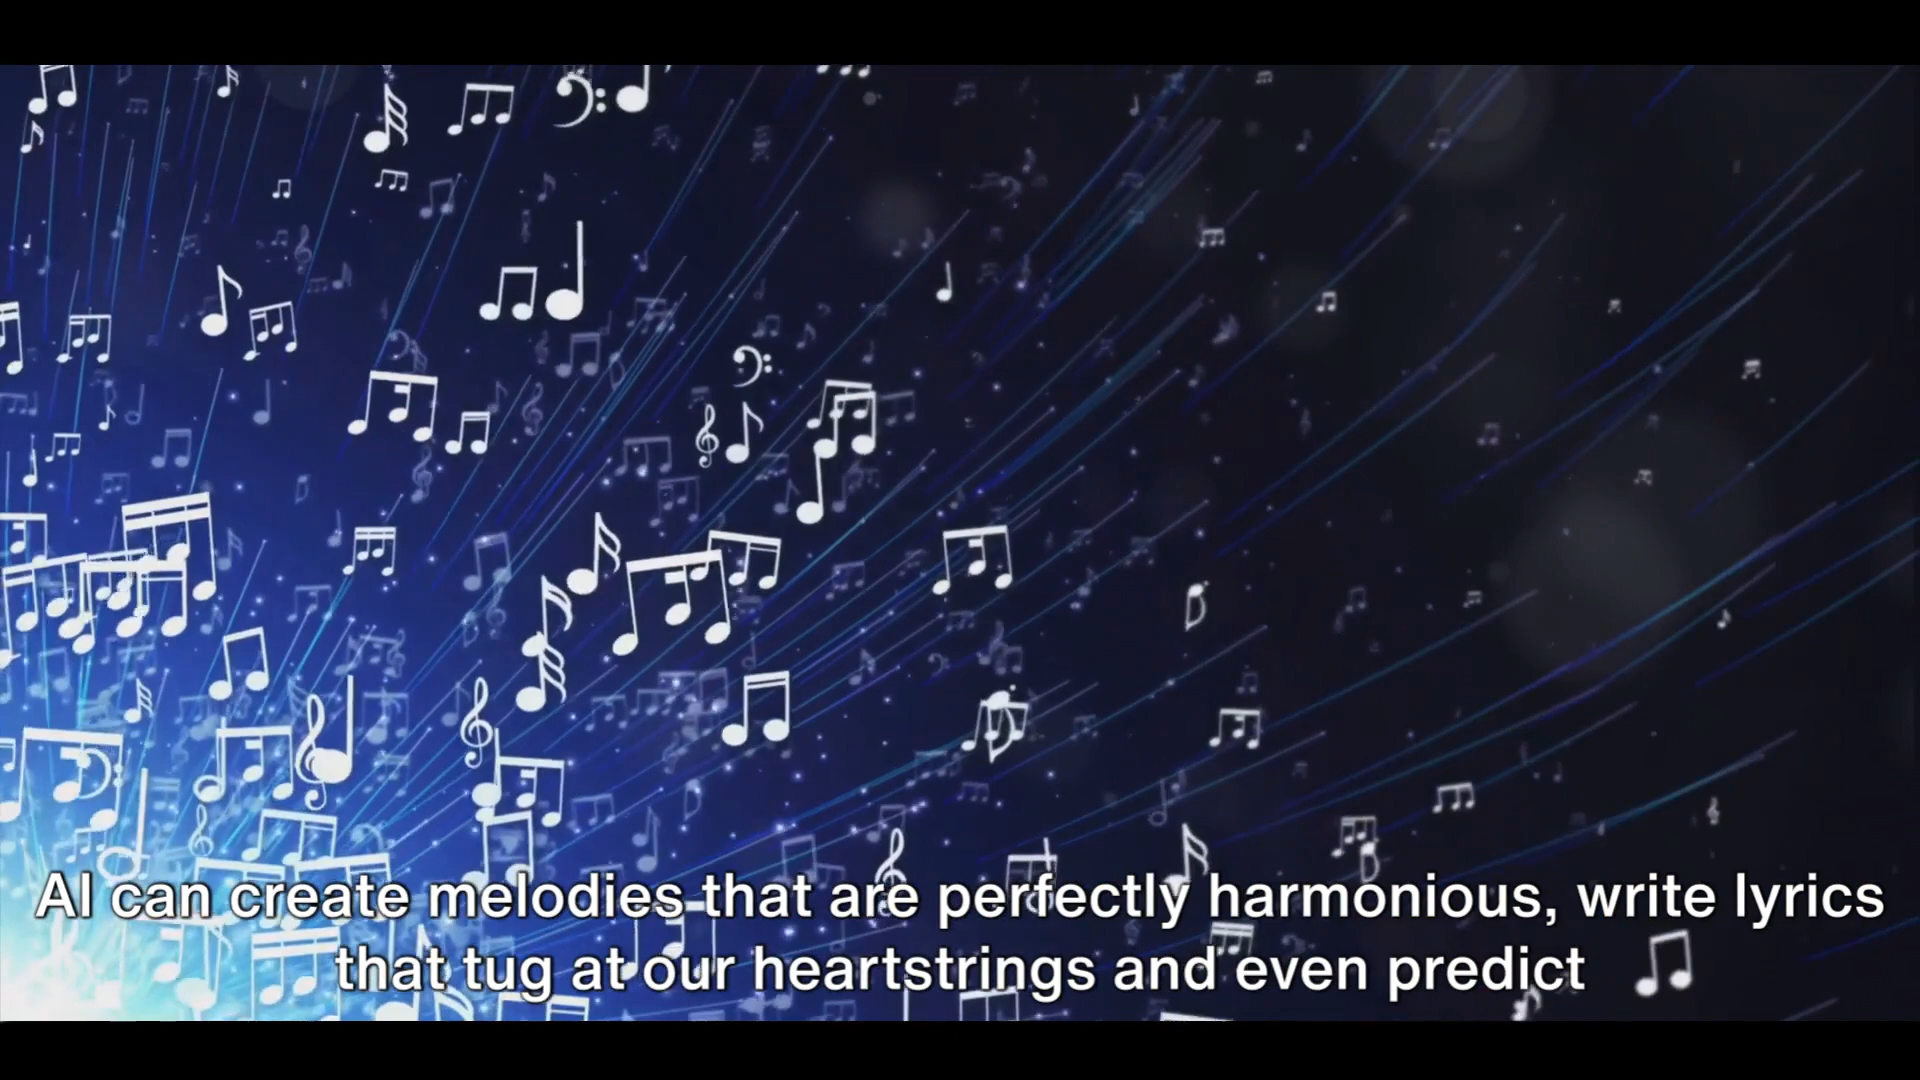 AI can create melodies that are perfectly harmonious, write lyrics
that tug at our heartstrings and even predict